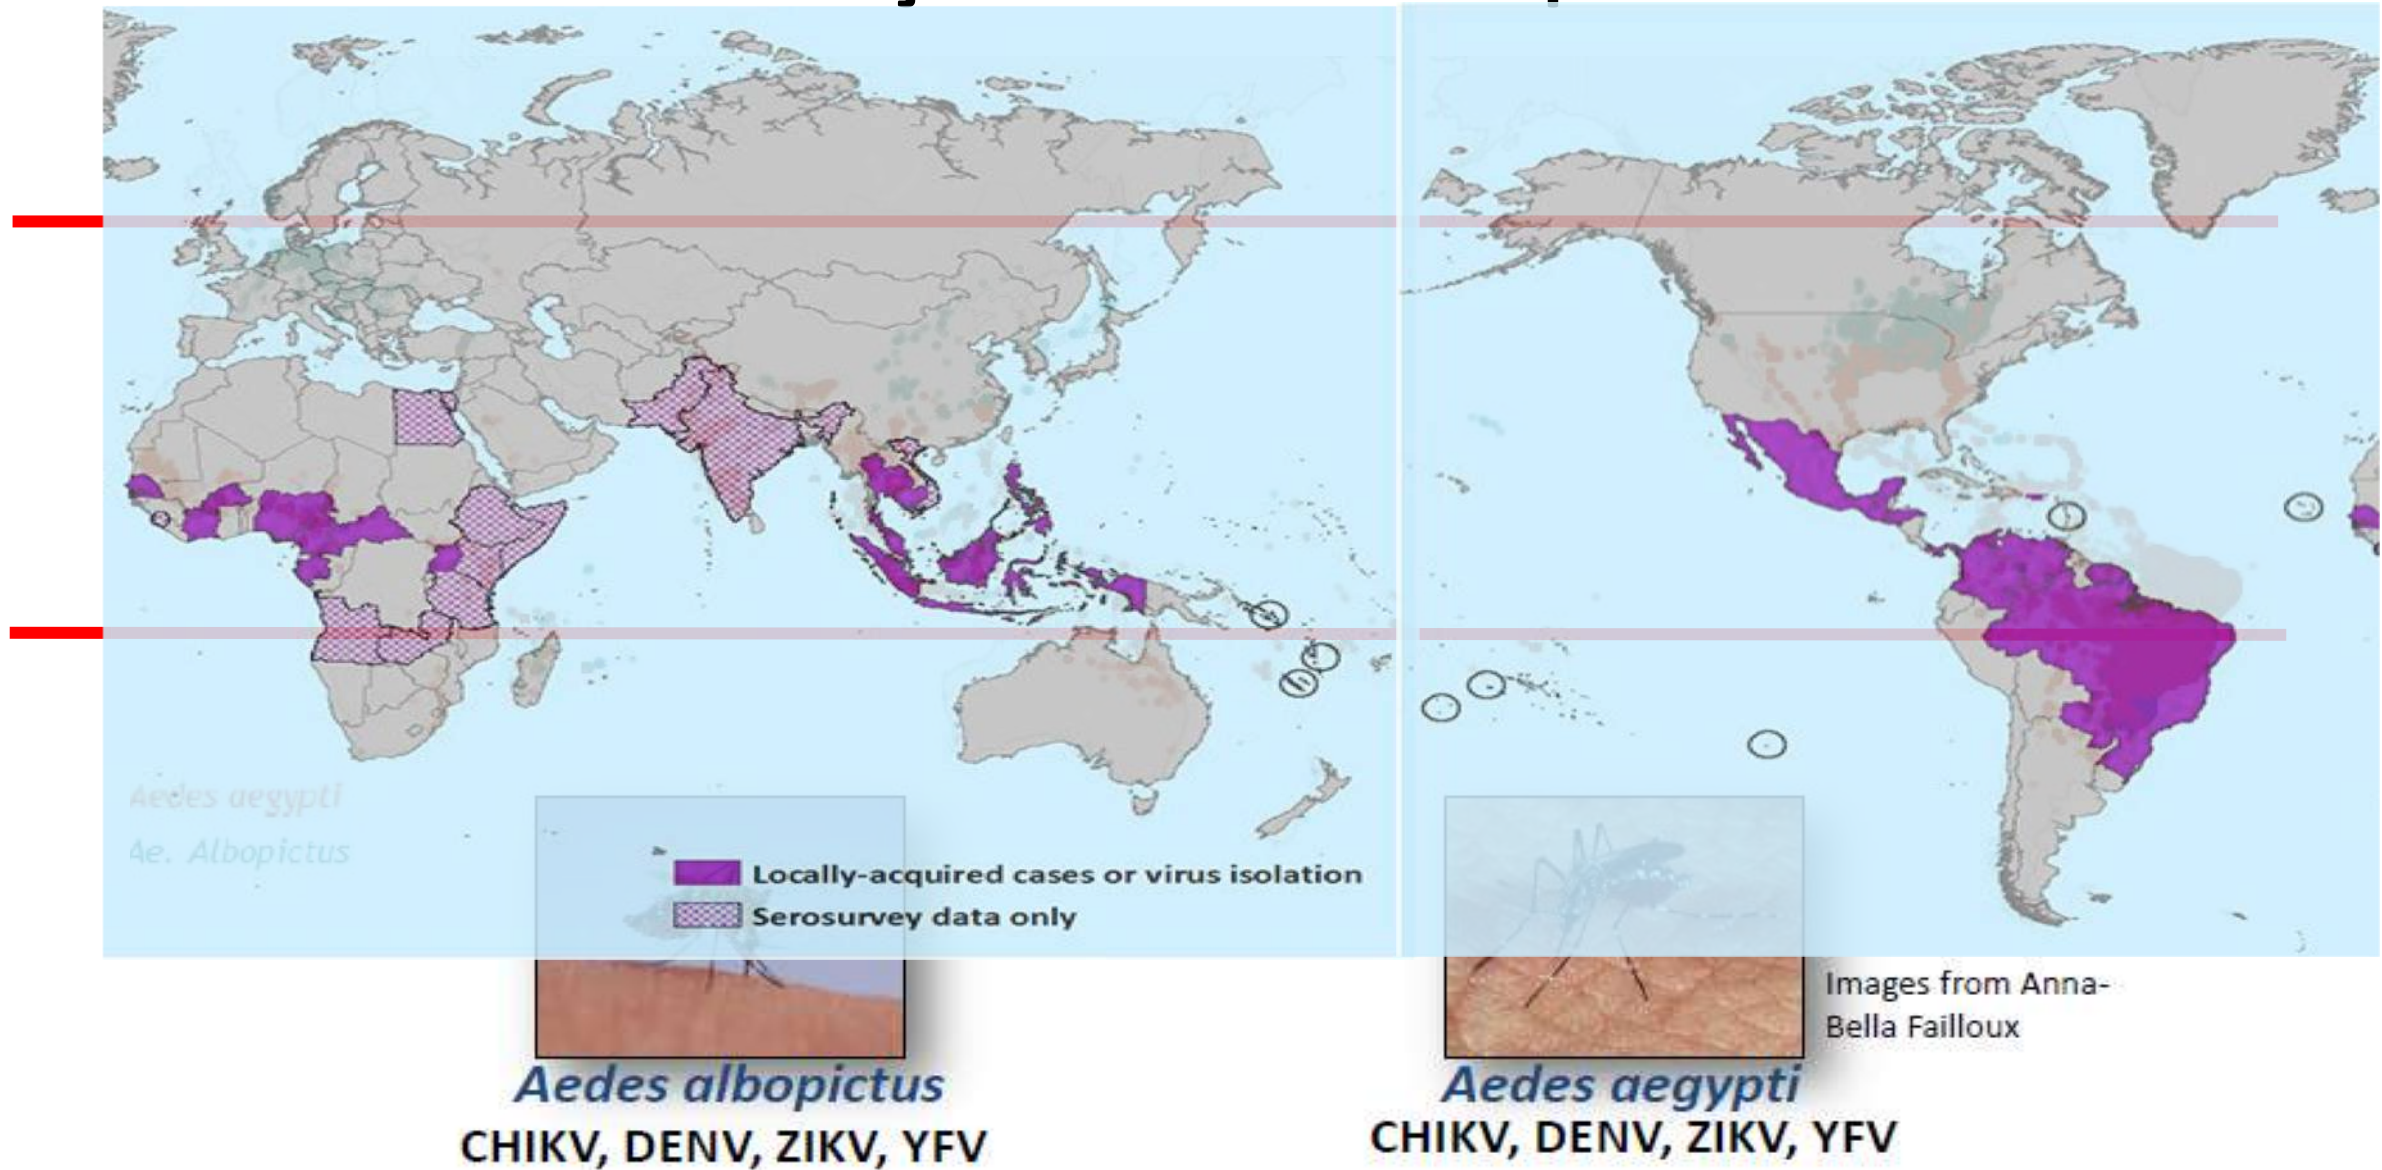 Aedes aegypti
Ae. Albopictus
Locally-acquired cases or virus isolation
Serosurvey data only
Images from Anna-
Bella Failloux
Aedes albopictus
CHIKV, DENV, ZIKV, YFV
Aedes aegypti
CHIKV, DENV, ZIKV, YFV